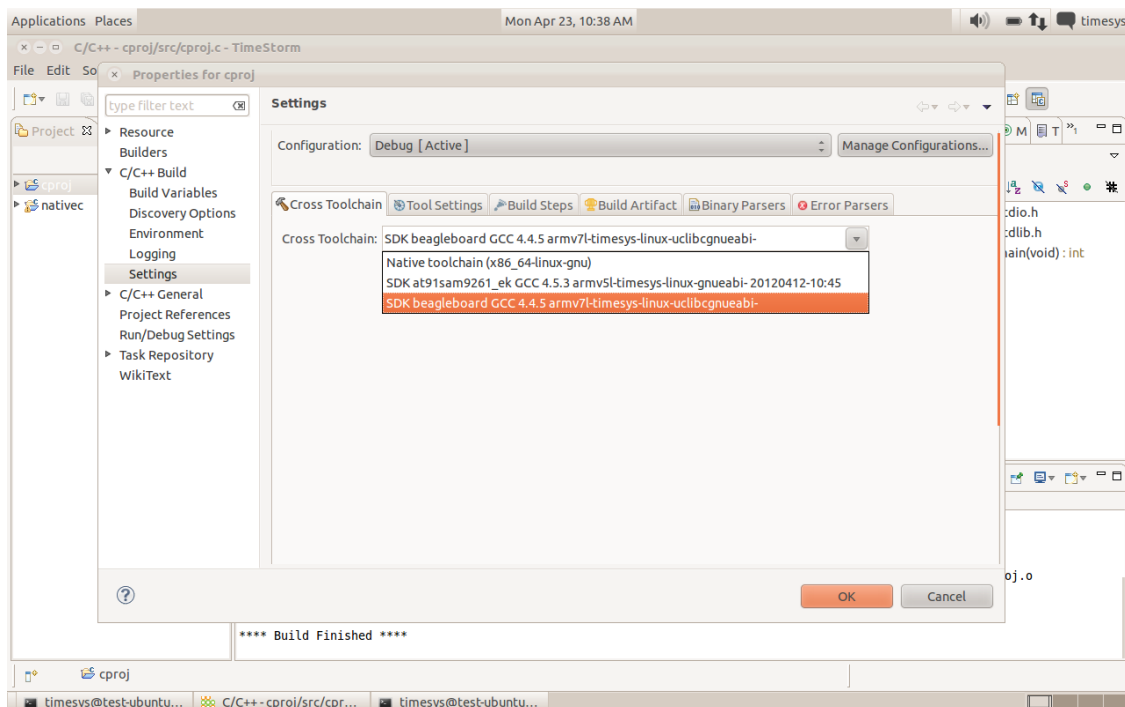 Applications Places
Mon Apr 23, 10:38 AM
timesys
C/C++ - cproj/src/cproj.c - TimeStorm
File Edit So
Properties for cproj
type filter text
Settings
Project
M
T
»1
Resource
Builders
C/C++ Build
Build Variables
Discovery Options
Environment
Logging
Settings
C/C++ General
Project References
Run/Debug Settings
Task Repository
WikiText
cproj
nativec
Configuration:
Debug [Active]
Manage Configurations...
Cross Toolchain
Tool Settings
Build Steps
Build Artifact
Binary Parsers
Error Parsers
Cross Toolchain:
SDK beagleboard GCC 4.4.5 armv7l-timesys-linux-uclibcgnueabi-
Native toolchain (x86_64-linux-gnu)
SDK at91sam9261_ek GCC 4.5.3 armv5l-timesys-linux-gnueabi- 20120412-10:45
SDK beagleboard GCC 4.4.5 armv7l-timesys-linux-uclibcgnueabi-
tdio.h
tdlib.h
ain(void) : int
oj.o
OK
Cancel
**** Build Finished ****
cproj
timesys@test-ubuntu...
C/C++ - cproj/src/cpr...
timesys@test-ubuntu...